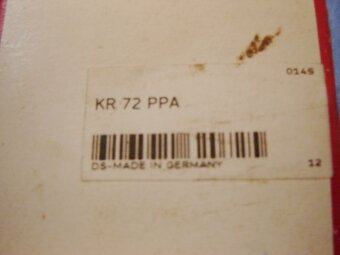 0145
KR 72 PPA
DS-MADE IN GERMANY
12